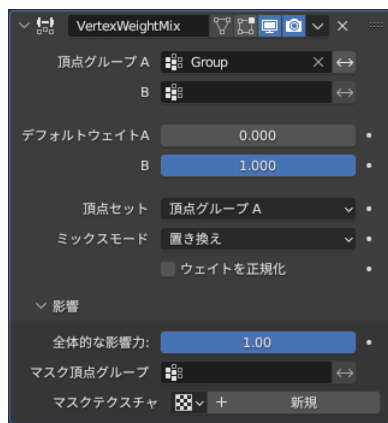 VertexWeightMix
頂点グループ A Group
B
デフォルトウェイトA 0.000
B 1.000
頂点セット 頂点グループ A
ミックスモード 置き換え
ウェイトを正規化
影響
全体的な影響力: 1.00
マスク頂点グループ
マスクテクスチャ 新規